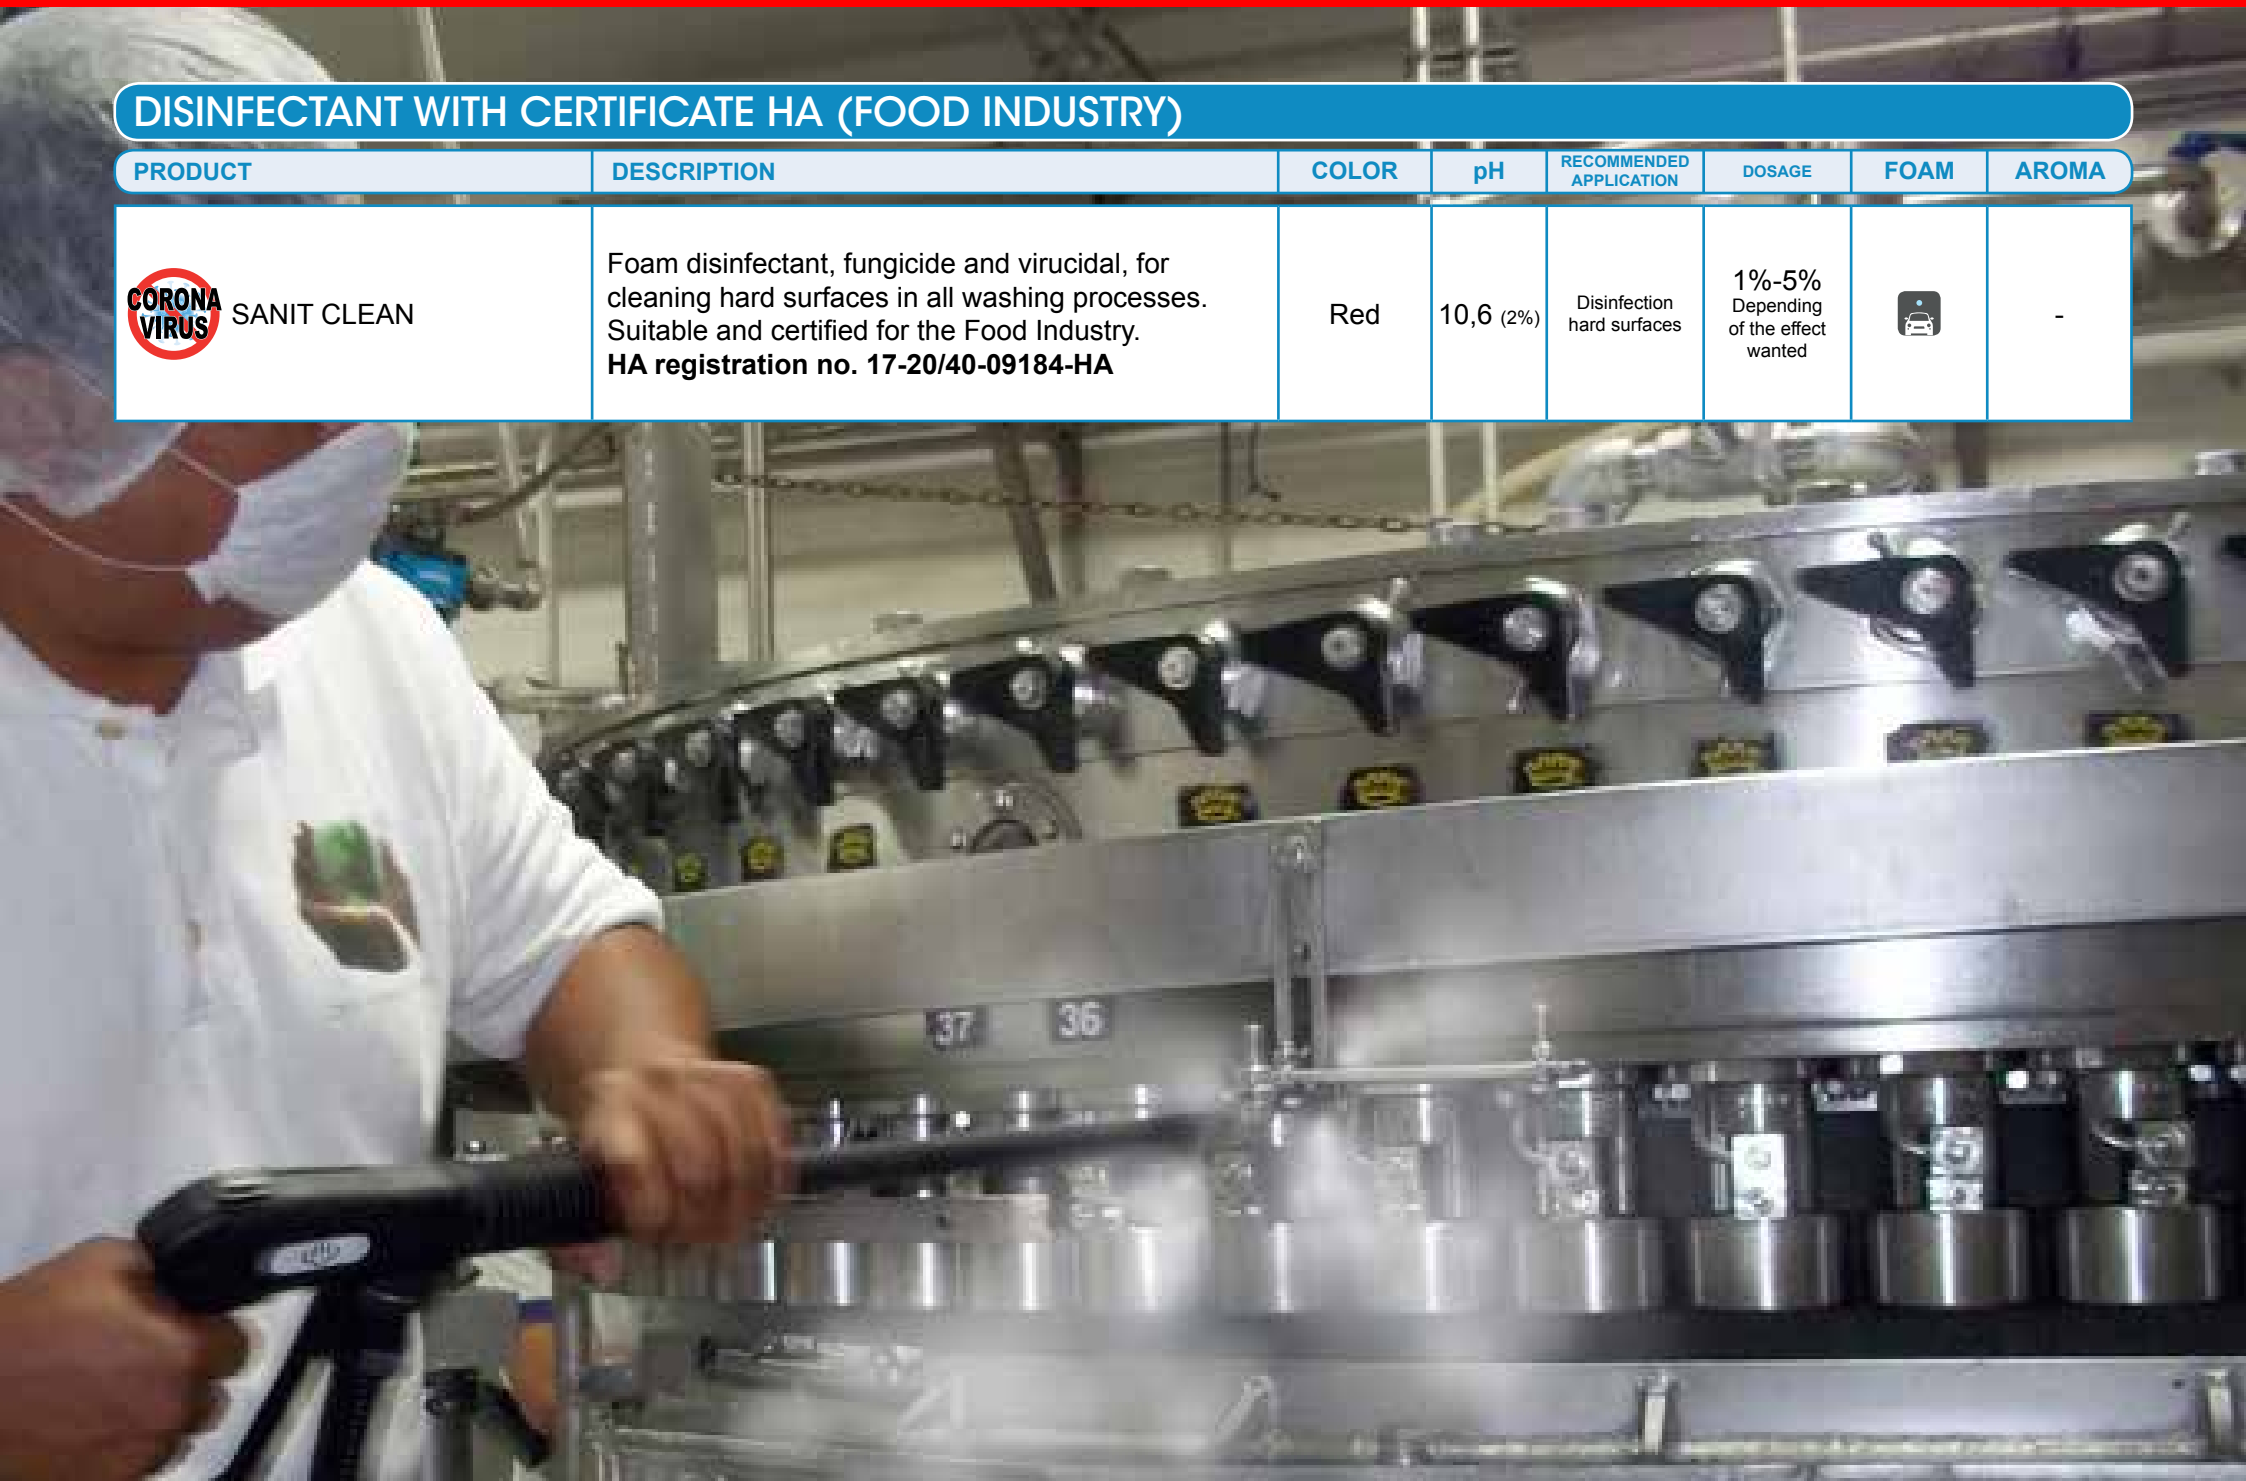 DISINFECTANT WITH CERTIFICATE HA (FOOD INDUSTRY)
PRODUCT
DESCRIPTION
COLOR
pH
RECOMMENDED
APPLICATION
DOSAGE
FOAM
AROMA
CORONA
VIRUS
SANIT CLEAN
Foam disinfectant, fungicide and virucidal, for
cleaning hard surfaces in all washing processes.
Suitable and certified for the Food Industry.
HA registration no. 17-20/40-09184-HA
Red
10,6 (2%)
Disinfection
hard surfaces
1%-5%
Depending
of the effect
wanted
-
37
36